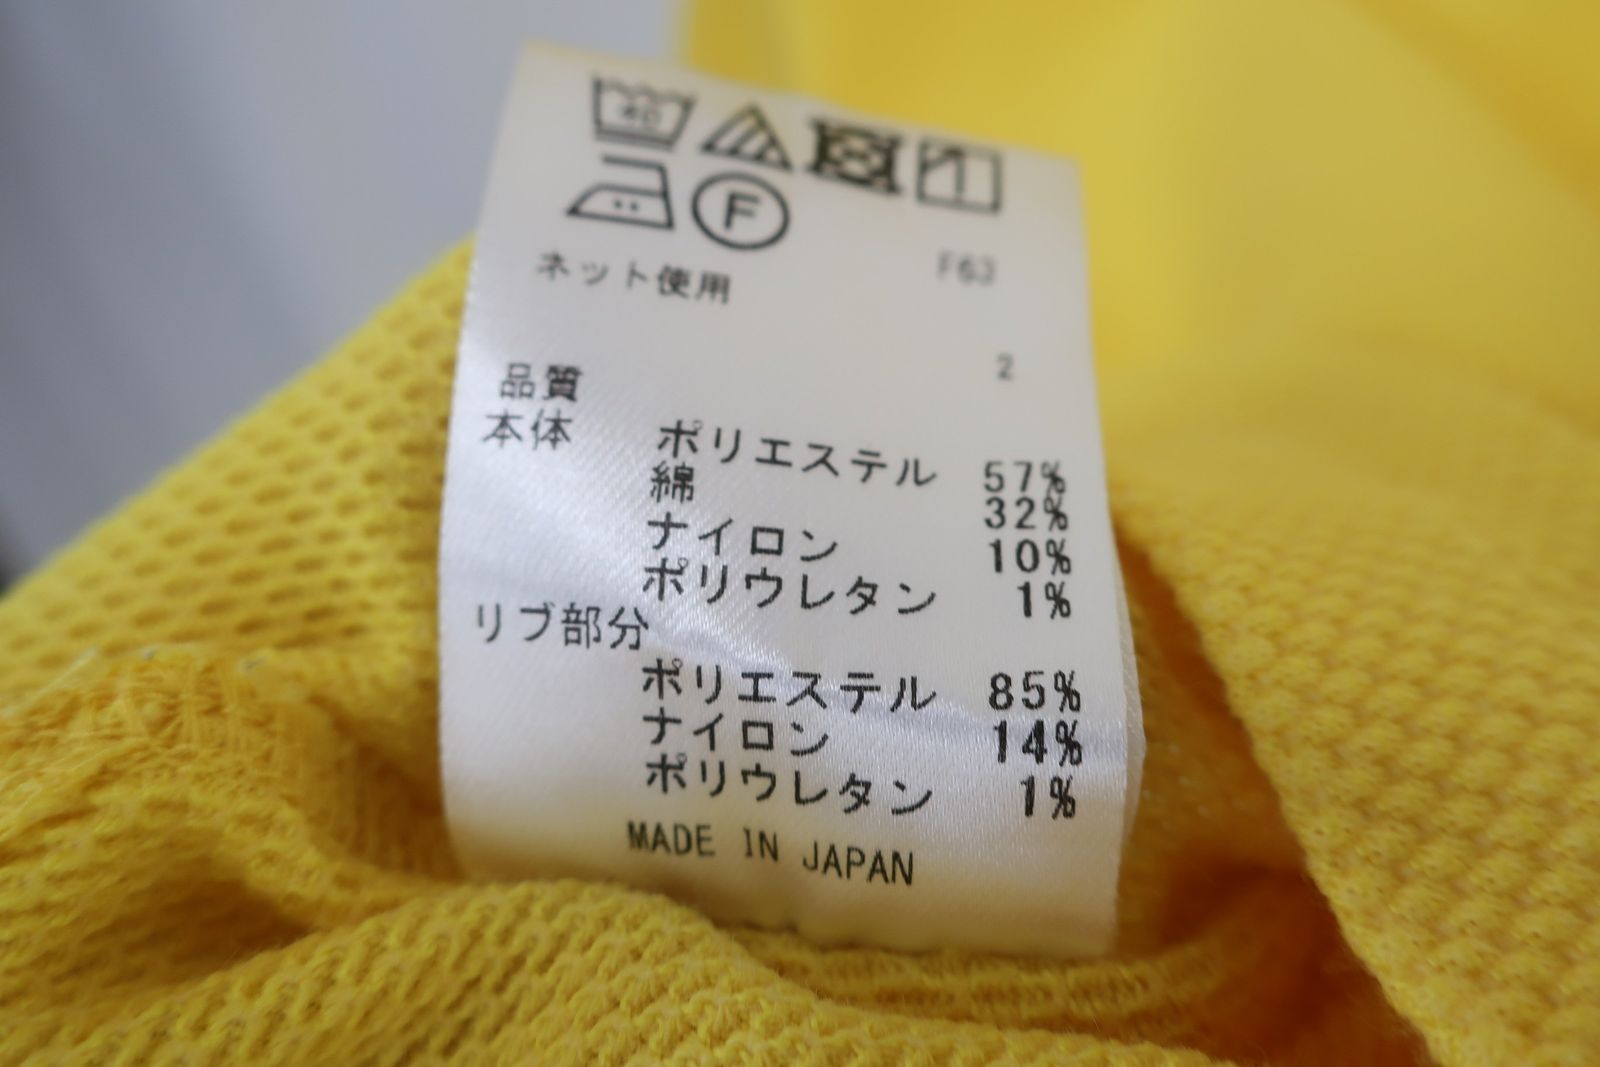 40
F
ネット使用 F63
2
品質
本体 ポリエステル 57%
綿 32%
ナイロン 10%
ポリウレタン 1%
リブ部分
ポリエステル 85%
ナイロン 14%
ポリウレタン 1%
MADE IN JAPAN